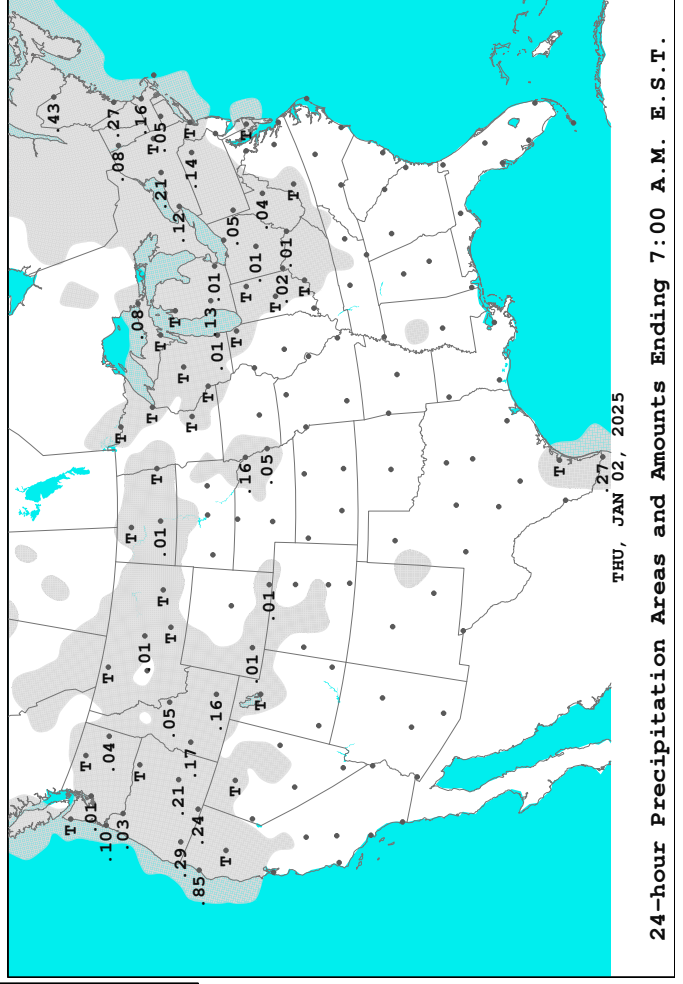 .43
T
T
.01
.10
T
.04
.27
.08
T
.03
T
.08
T
.16
.01
T
T
T
.05
.01
T
.21
T
.05
T
T
.12
.21
.29
T
T
.17
.14
T
.24
.85
T
.13
.01
.16
.01
T
.05
T
T
.16
T
T
.01
.01
T
.04
.05
.01
T
.02
.01
T
T
T
.27
THU, JAN 02, 2025
24-hour Precipitation Areas and Amounts Ending 7:00 A.M. E.S.T.